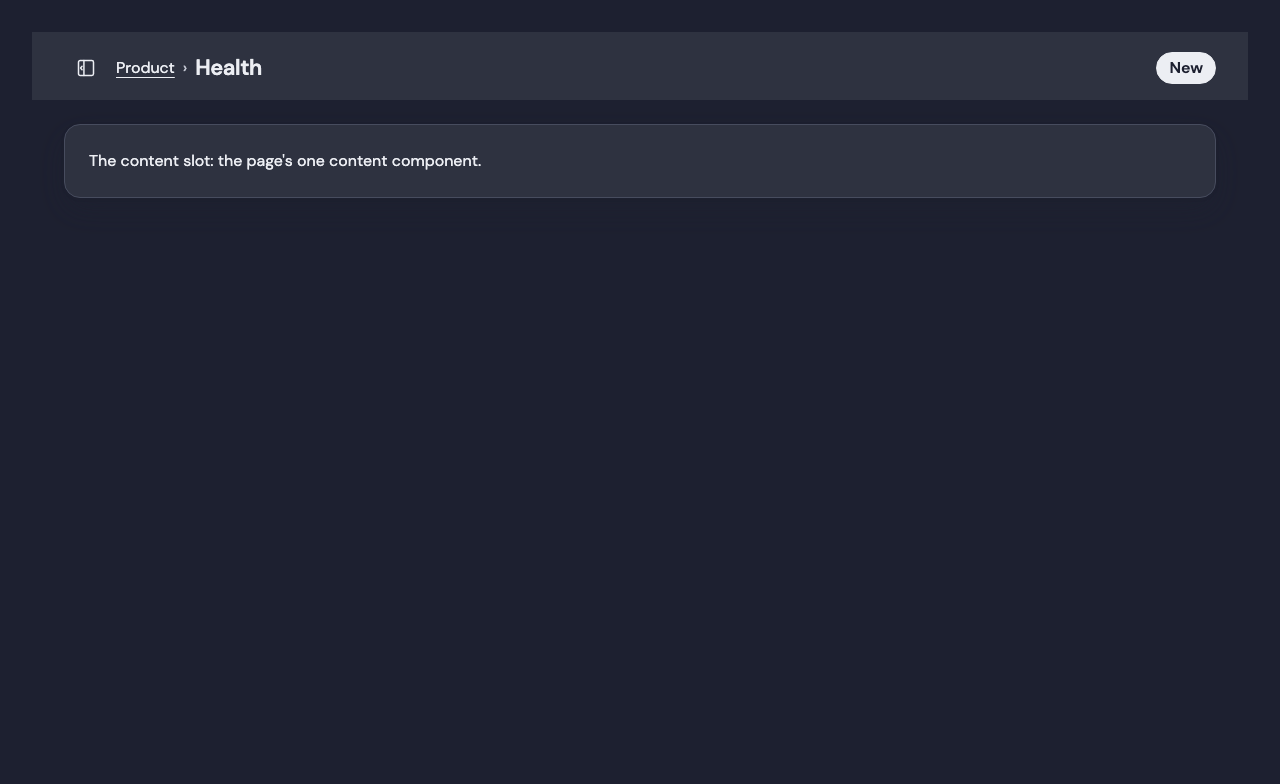 Product › Health
New
The content slot: the page's one content component.